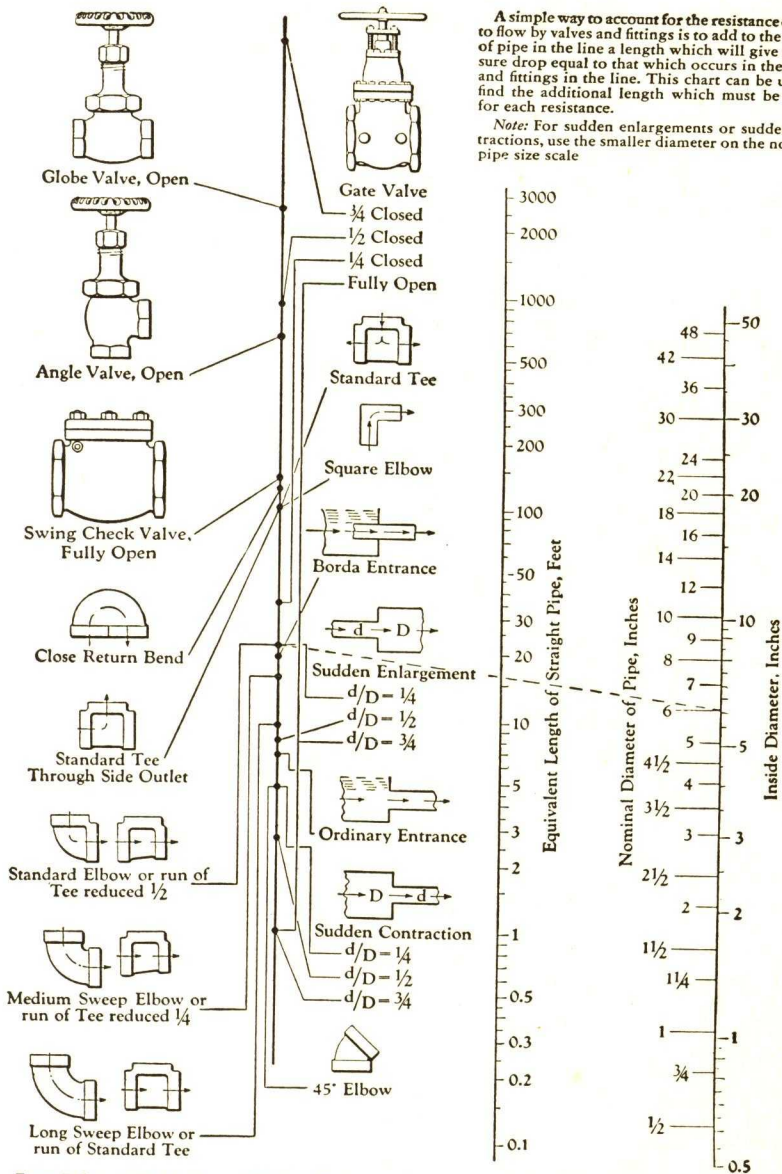 A simple way to account for the resistance
to flow by valves and fittings is to add to the
of pipe in the line a length which will give
sure drop equal to that which occurs in the
and fittings in the line. This chart can be
find the additional length which must be
for each resistance.
Note: For sudden enlargements or
tractions, use the smaller diameter on the
pipe size scale
Globe Valve, Open
Gate Valve
¾ Closed
½ Closed
¼ Closed
Fully Open
Angle Valve, Open
Standard Tee
Square Elbow
Swing Check Valve,
Fully Open
Borda Entrance
Close Return Bend
d D
Sudden Enlargement
d/D = ¼
d/D = ½
d/D = ¾
Standard Tee
Through Side Outlet
Ordinary Entrance
Standard Elbow or run of
Tee reduced ½
D d
Sudden Contraction
d/D = ¼
d/D = ½
d/D = ¾
Medium Sweep Elbow or
run of Tee reduced ¼
45° Elbow
Long Sweep Elbow or
run of Standard Tee
3000
2000
1000
500
300
200
100
50
30
20
10
5
3
2
1
0.5
0.3
0.2
0.1
Equivalent Length of Straight Pipe, Feet
48
42
36
30
24
22
20
18
16
14
12
10
9
8
7
6
5
4½
4
3½
3
2½
2
1½
1¼
1
¾
½
Nominal Diameter of Pipe, Inches
50
30
20
10
5
3
2
1
0.5
Inside Diameter, Inches